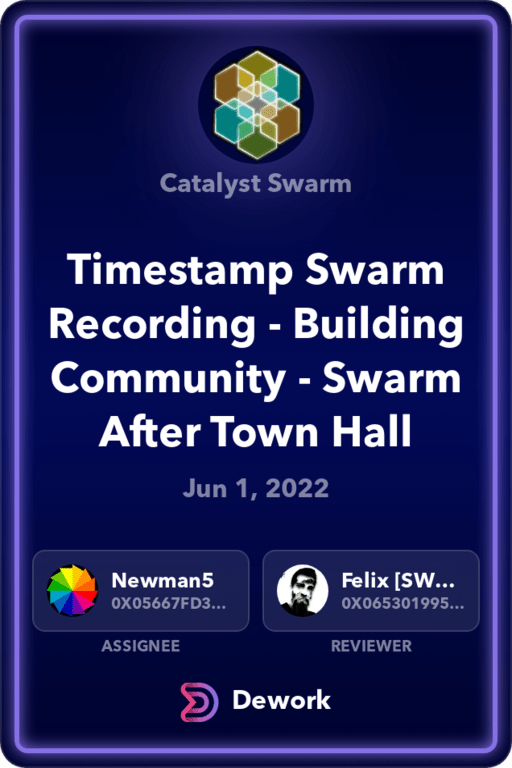 Catalyst Swarm
Timestamp Swarm
Recording - Building
Community - Swarm
After Town Hall
Jun 1, 2022
Newman5
0X05667FD3...
Felix [SW...
0X065301995...
ASSIGNEE
REVIEWER
Dework